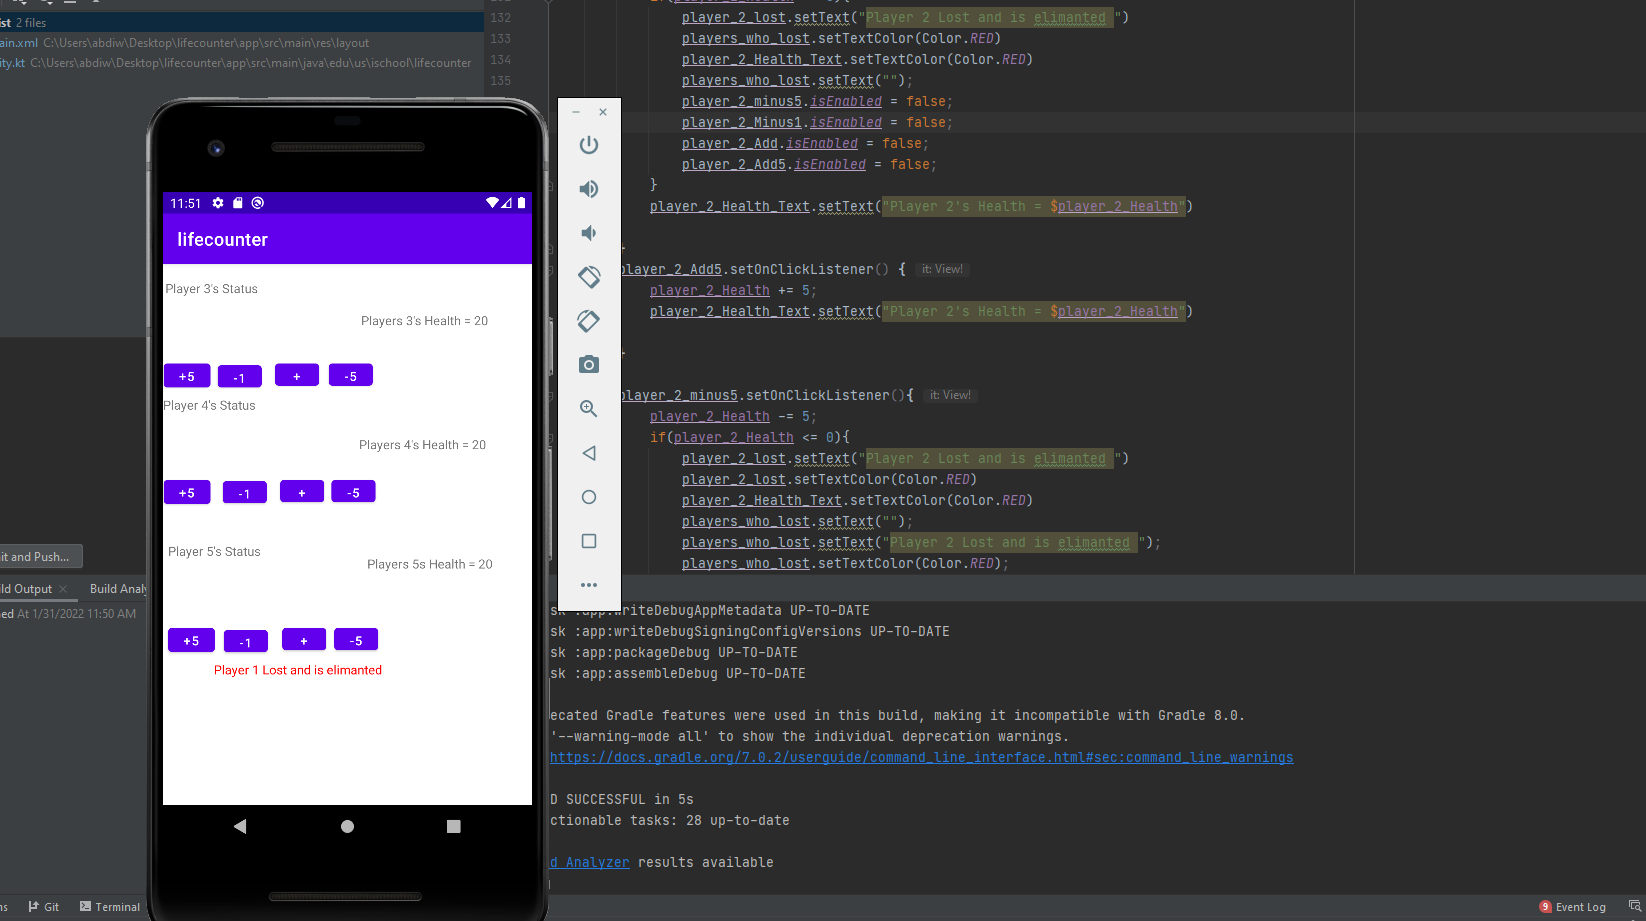 ist 2 files
ain.xml C:\Users\abdiw\Desktop\lifecounter\app\src\main\res\layout
ity.kt C:\Users\abdiw\Desktop\lifecounter\app\src\main\java\edu\us\ischool\lifecounter
it and Push...
ild Output
Build Analy
ed At 1/31/2022 11:50 AM
11:51
lifecounter
Player 3's Status
Players 3's Health = 20
+5 -1 + -5
Player 4's Status
Players 4's Health = 20
+5 -1 + -5
Player 5's Status
Players 5s Health = 20
+5 -1 + -5
Player 1 Lost and is elimanted
132 player_2_lost.setText("Player 2 Lost and is elimanted ")
133 players_who_lost.setTextColor(Color.RED)
134 player_2_Health_Text.setTextColor(Color.RED)
135 players_who_lost.setText("");
player_2_minus5.isEnabled = false;
player_2_Minus1.isEnabled = false;
player_2_Add.isEnabled = false;
player_2_Add5.isEnabled = false;
}
player_2_Health_Text.setText("Player 2's Health = $player_2_Health")
}
player_2_Add5.setOnClickListener() { it: View!
player_2_Health += 5;
player_2_Health_Text.setText("Player 2's Health = $player_2_Health")
}
player_2_minus5.setOnClickListener(){ it: View!
player_2_Health -= 5;
if(player_2_Health <= 0){
player_2_lost.setText("Player 2 Lost and is elimanted ")
player_2_lost.setTextColor(Color.RED)
player_2_Health_Text.setTextColor(Color.RED)
players_who_lost.setText("");
players_who_lost.setText("Player 2 Lost and is elimanted ");
players_who_lost.setTextColor(Color.RED);
sk :app:writeDebugAppMetadata UP-TO-DATE
sk :app:writeDebugSigningConfigVersions UP-TO-DATE
sk :app:packageDebug UP-TO-DATE
sk :app:assembleDebug UP-TO-DATE
ecated Gradle features were used in this build, making it incompatible with Gradle 8.0.
'--warning-mode all' to show the individual deprecation warnings.
https://docs.gradle.org/7.0.2/userguide/command_line_interface.html#sec:command_line_warnings
D SUCCESSFUL in 5s
ctionable tasks: 28 up-to-date
d Analyzer results available
ns Git Terminal
9 Event Log